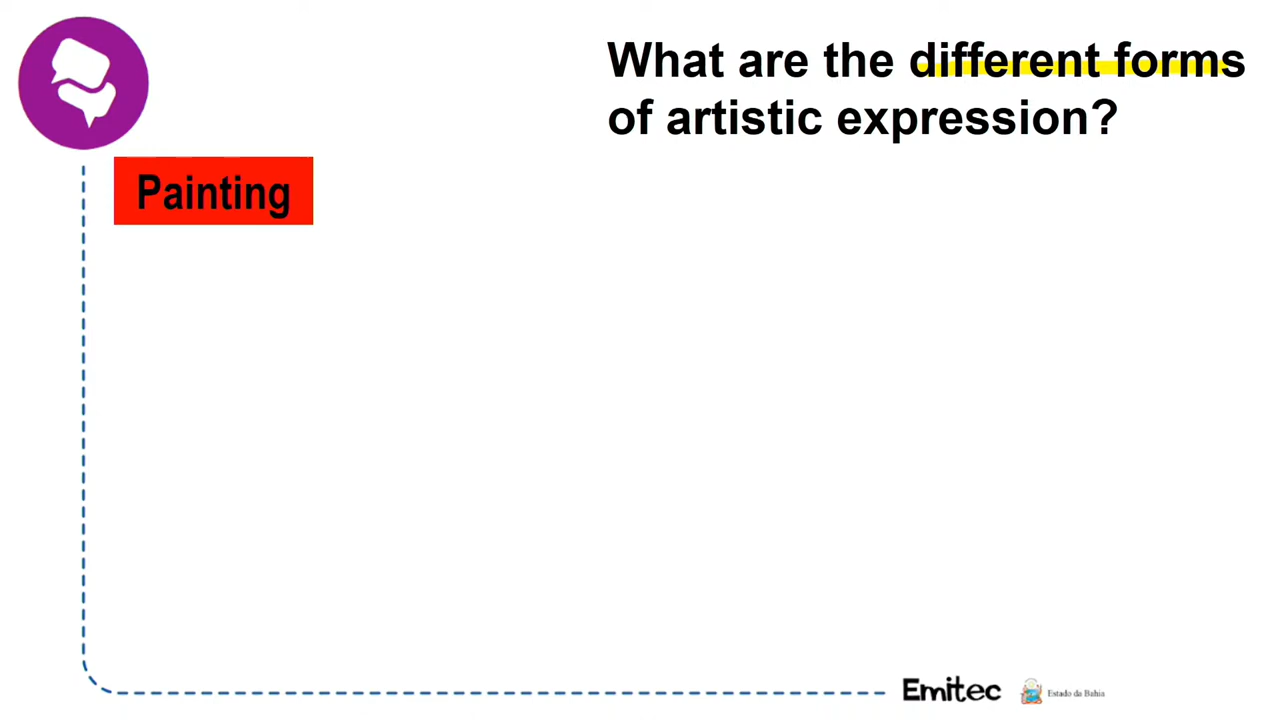 What are the different forms
of artistic expression?
Painting
Emitec
Estado da Bahia